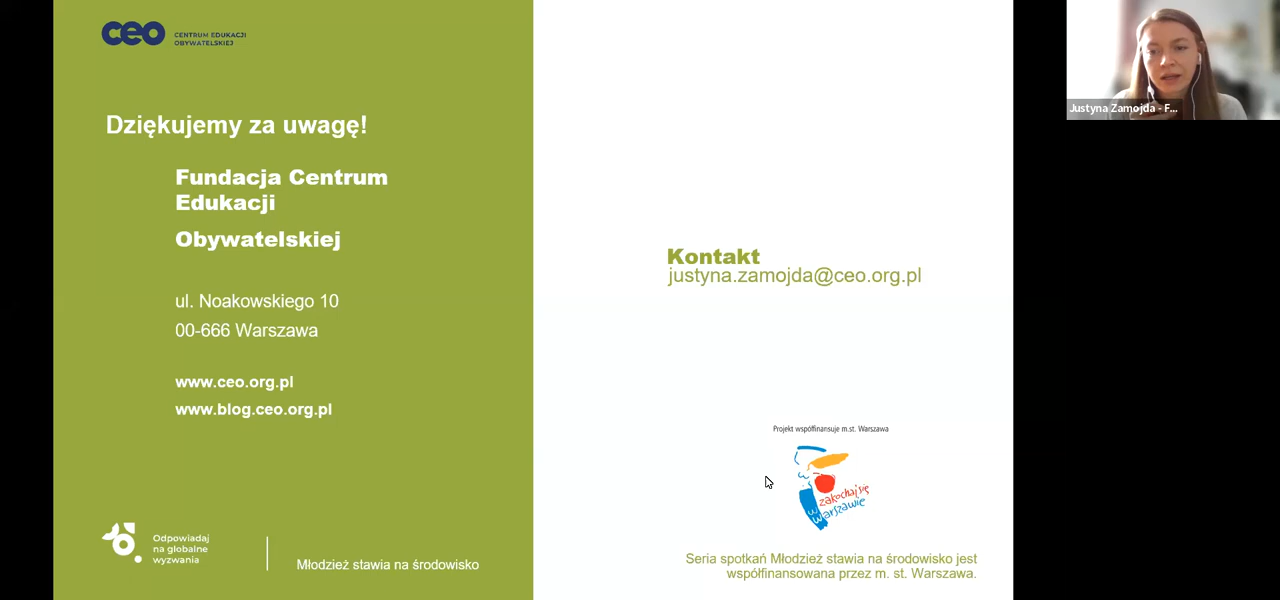 ceo
CENTRUM EDUKACJI
OBYWATELSKIEJ
Dziękujemy za uwagę!
Fundacja Centrum
Edukacji
Obywatelskiej
ul. Noakowskiego 10
00-666 Warszawa
www.ceo.org.pl
www.blog.ceo.org.pl
Odpowiadaj
na globalne
wyzwania
Młodzież stawia na środowisko
Kontakt
justyna.zamojda@ceo.org.pl
Projekt współfinansuje m.st. Warszawa
zakochaj się
w warszawie
Seria spotkań Młodzież stawia na środowisko jest
współfinansowana przez m. st. Warszawa.
Justyna Zamojda - F...